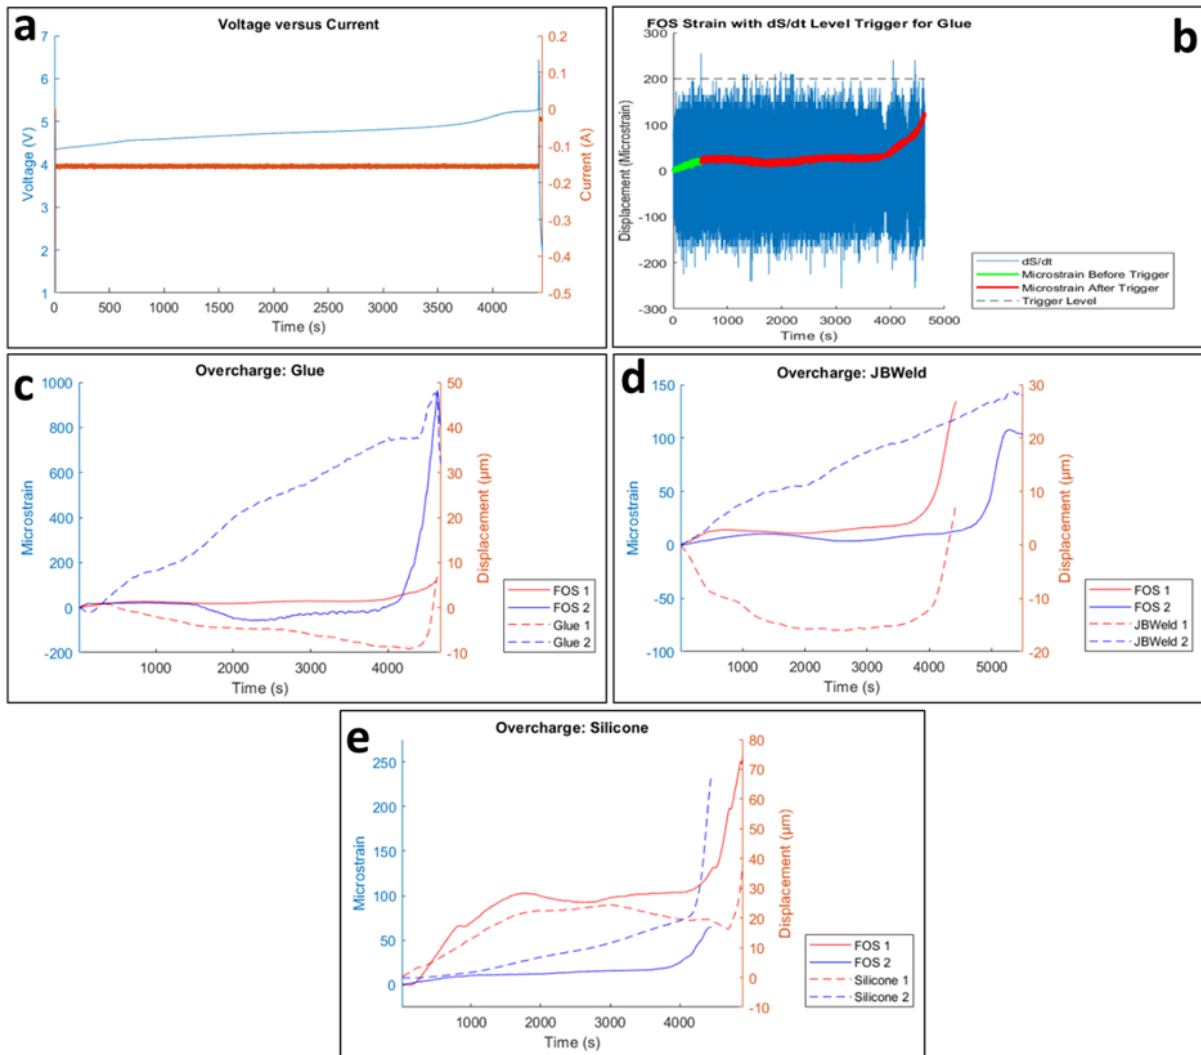 a
Voltage versus Current
7
6
5
4
3
2
1
Voltage (V)
0.2
0.1
0
-0.1
-0.2
-0.3
-0.4
-0.5
Current (A)
0 500 1000 1500 2000 2500 3000 3500 4000
Time (s)
b
FOS Strain with dS/dt Level Trigger for Glue
300
200
100
0
-100
-200
-300
Displacement (Microstrain)
0 1000 2000 3000 4000 5000
Time (s)
dS/dt
Microstrain Before Trigger
Microstrain After Trigger
Trigger Level
c
Overcharge: Glue
1000
800
600
400
200
0
-200
Microstrain
50
40
30
20
10
0
-10
Displacement (μm)
1000 2000 3000 4000
Time (s)
FOS 1
FOS 2
Glue 1
Glue 2
d
Overcharge: JBWeld
150
100
50
0
-50
-100
Microstrain
30
20
10
0
-10
-20
Displacement (μm)
1000 2000 3000 4000 5000
Time (s)
FOS 1
FOS 2
JBWeld 1
JBWeld 2
e
Overcharge: Silicone
250
200
150
100
50
0
Microstrain
80
70
60
50
40
30
20
10
0
-10
Displacement (μm)
1000 2000 3000 4000
Time (s)
FOS 1
FOS 2
Silicone 1
Silicone 2